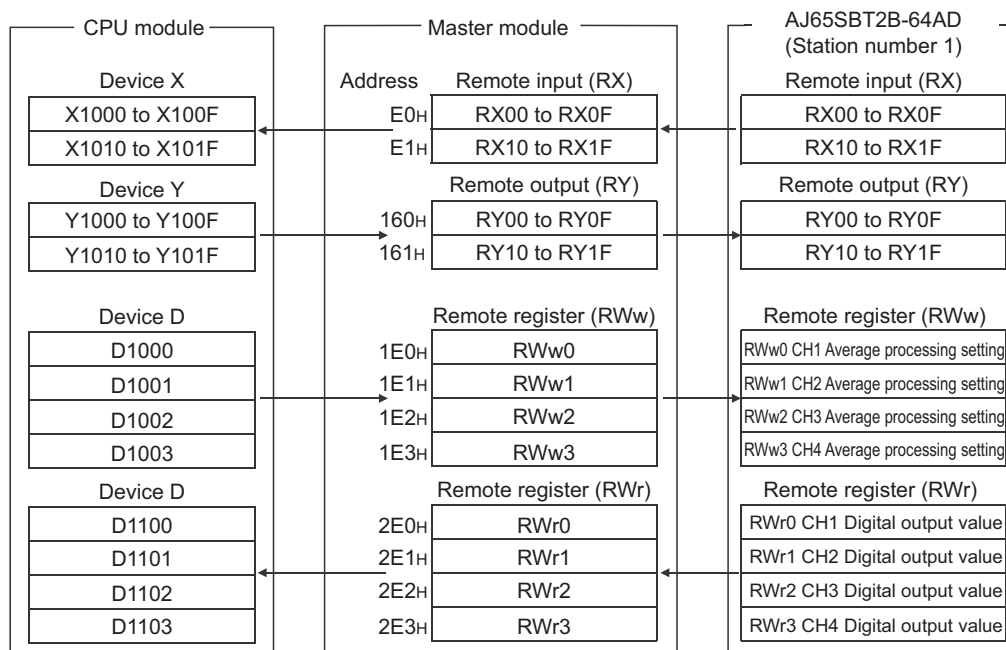 CPU module
Master module
AJ65SBT2B-64AD
(Station number 1)
Device X
Address
Remote input (RX)
Remote input (RX)
X1000 to X100F
E0H
RX00 to RX0F
RX00 to RX0F
X1010 to X101F
E1H
RX10 to RX1F
RX10 to RX1F
Device Y
Remote output (RY)
Remote output (RY)
Y1000 to Y100F
160H
RY00 to RY0F
RY00 to RY0F
Y1010 to Y101F
161H
RY10 to RY1F
RY10 to RY1F
Device D
Remote register (RWw)
Remote register (RWw)
D1000
1E0H
RWw0
RWw0 CH1 Average processing setting
D1001
1E1H
RWw1
RWw1 CH2 Average processing setting
D1002
1E2H
RWw2
RWw2 CH3 Average processing setting
D1003
1E3H
RWw3
RWw3 CH4 Average processing setting
Device D
Remote register (RWr)
Remote register (RWr)
D1100
2E0H
RWr0
RWr0 CH1 Digital output value
D1101
2E1H
RWr1
RWr1 CH2 Digital output value
D1102
2E2H
RWr2
RWr2 CH3 Digital output value
D1103
2E3H
RWr3
RWr3 CH4 Digital output value